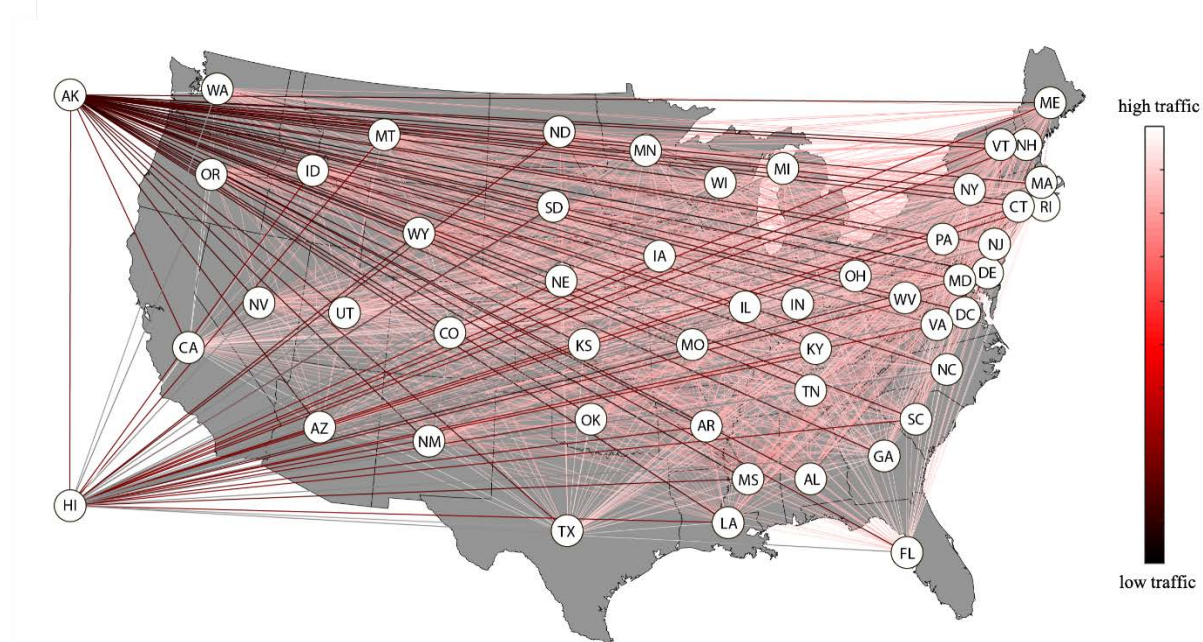 high traffic
AK
WA
ME
MT
ND
MN
VT
NH
WI
MI
OR
ID
NY
MA
SD
CT
RI
WY
PA
NJ
IA
NE
OH
MD
DE
NV
UT
IL
IN
WV
DC
VA
CA
CO
KS
MO
KY
NC
TN
AZ
NM
OK
AR
SC
GA
HI
MS
AL
TX
LA
FL
low traffic